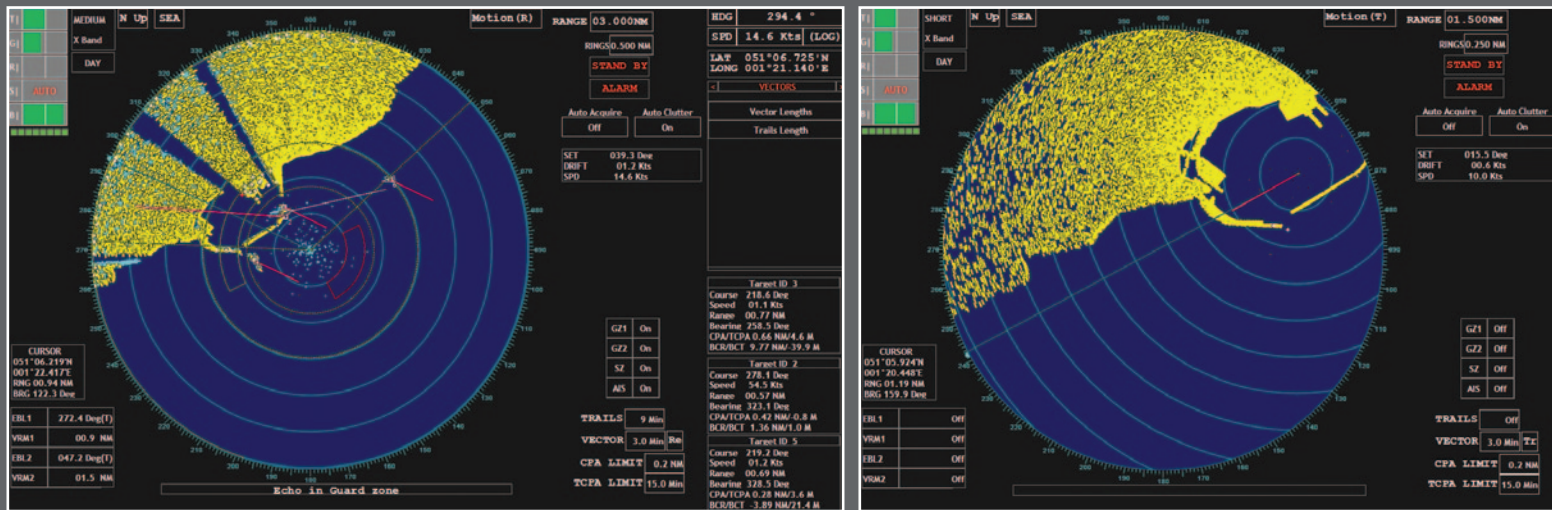 MEDIUM
N Up
SEA
X Band
DAY
AUTO
Motion(R)
RANGE 03.000NM
RINGS 0.500 NM
STAND BY
ALARM
Auto Acquire
Auto Clutter
Off
On
SET 039.3 Deg
DRIFT 01.2 Kts
SPD 14.6 Kts
HDG 294.4 °
SPD 14.6 Kts (LOG)
LAT 051°06.725'N
LONG 001°21.140'E
< VECTORS
Vector Lengths
Trails Length
Target ID 3
Course 218.6 Deg
Speed 01.1 Kts
Range 00.77 NM
Bearing 258.5 Deg
CPA/TCPA 0.66 NM/4.6 M
BCR/BCT 9.77 NM/-39.9 M
Target ID 2
Course 278.1 Deg
Speed 54.5 Kts
Range 00.57 NM
Bearing 323.1 Deg
CPA/TCPA 0.42 NM/-0.8 M
BCR/BCT 1.36 NM/1.0 M
Target ID 5
Course 219.2 Deg
Speed 01.2 Kts
Range 00.69 NM
Bearing 328.5 Deg
CPA/TCPA 0.28 NM/3.6 M
BCR/BCT -3.89 NM/21.4 M
GZ1 On
GZ2 On
SZ On
AIS On
CURSOR
051°06.219'N
001°22.417'E
RNG 00.94 NM
BRG 122.3 Deg
EBL1 272.4 Deg(T)
VRM1 00.9 NM
EBL2 047.2 Deg(T)
VRM2 01.5 NM
TRAILS 9 Min
VECTOR 3.0 Min Re
CPA LIMIT 0.2 NM
TCPA LIMIT 15.0 Min
Echo in Guard zone
SHORT
N Up
SEA
X Band
DAY
AUTO
Motion(T)
RANGE 01.500NM
RINGS 0.250 NM
STAND BY
ALARM
Auto Acquire
Auto Clutter
Off
On
SET 015.5 Deg
DRIFT 00.6 Kts
SPD 10.0 Kts
GZ1 Off
GZ2 Off
SZ Off
AIS Off
CURSOR
051°05.924'N
001°20.448'E
RNG 01.19 NM
BRG 159.9 Deg
EBL1 Off
VRM1 Off
EBL2 Off
VRM2 Off
TRAILS Off
VECTOR 3.0 Min Tr
CPA LIMIT 0.2 NM
TCPA LIMIT 15.0 Min